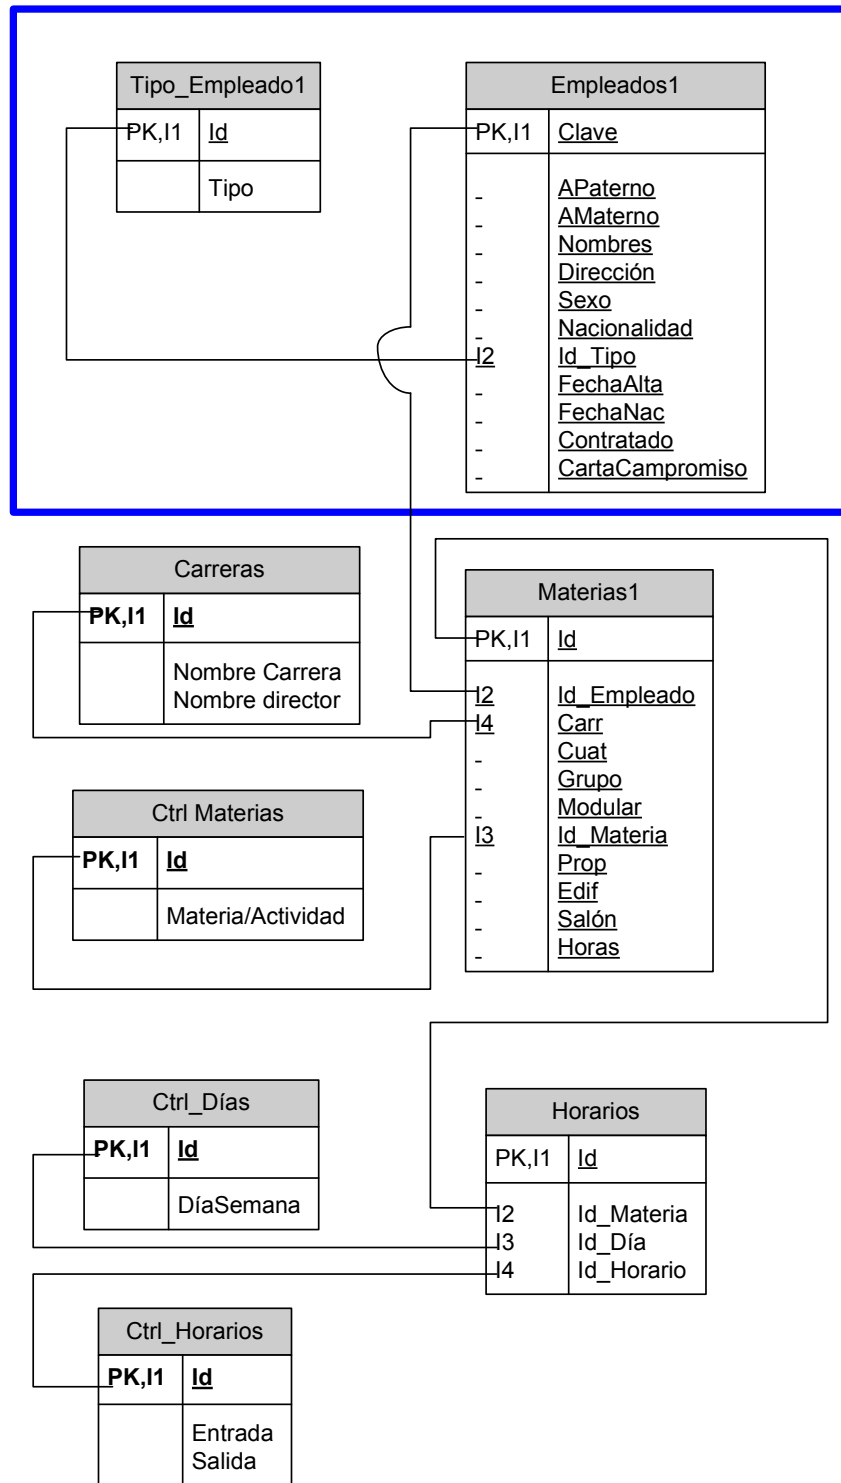 Tipo_Empleado1
PK,I1 Id
Tipo
Empleados1
PK,I1 Clave
- APaterno
- AMaterno
- Nombres
- Dirección
- Sexo
- Nacionalidad
I2 Id_Tipo
- FechaAlta
- FechaNac
- Contratado
- CartaCampromiso
Carreras
PK,I1 Id
Nombre Carrera
Nombre director
Materias1
PK,I1 Id
I2 Id_Empleado
I4 Carr
- Cuat
- Grupo
- Modular
I3 Id_Materia
- Prop
- Edif
- Salón
- Horas
Ctrl Materias
PK,I1 Id
Materia/Actividad
Ctrl_Días
PK,I1 Id
DíaSemana
Horarios
PK,I1 Id
I2 Id_Materia
I3 Id_Día
I4 Id_Horario
Ctrl_Horarios
PK,I1 Id
Entrada
Salida